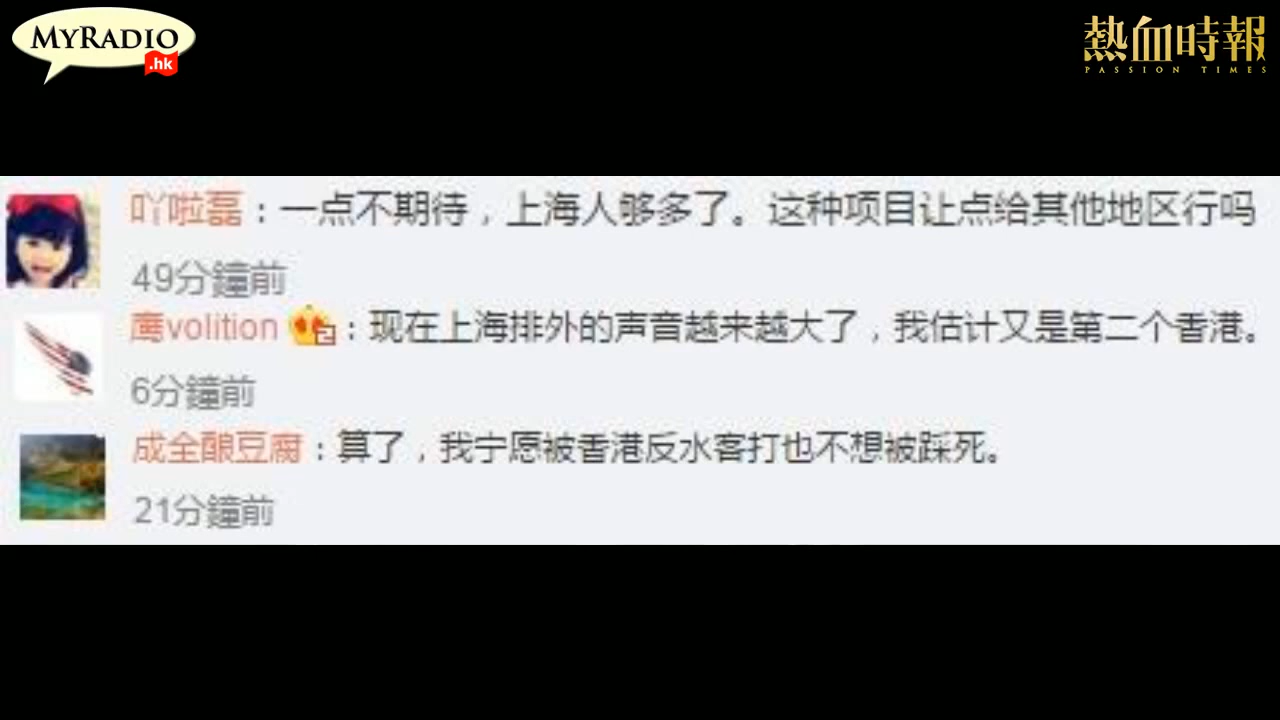 MYRADIO
.hk
熱血時報
PASSION TIMES
吖啦磊：一点不期待，上海人够多了。这种项目让点给其他地区行吗
49分鐘前
鹰volition：现在上海排外的声音越来越大了，我估计又是第二个香港。
6分鐘前
成全酿豆腐：算了，我宁愿被香港反水客打也不想被踩死。
21分鐘前